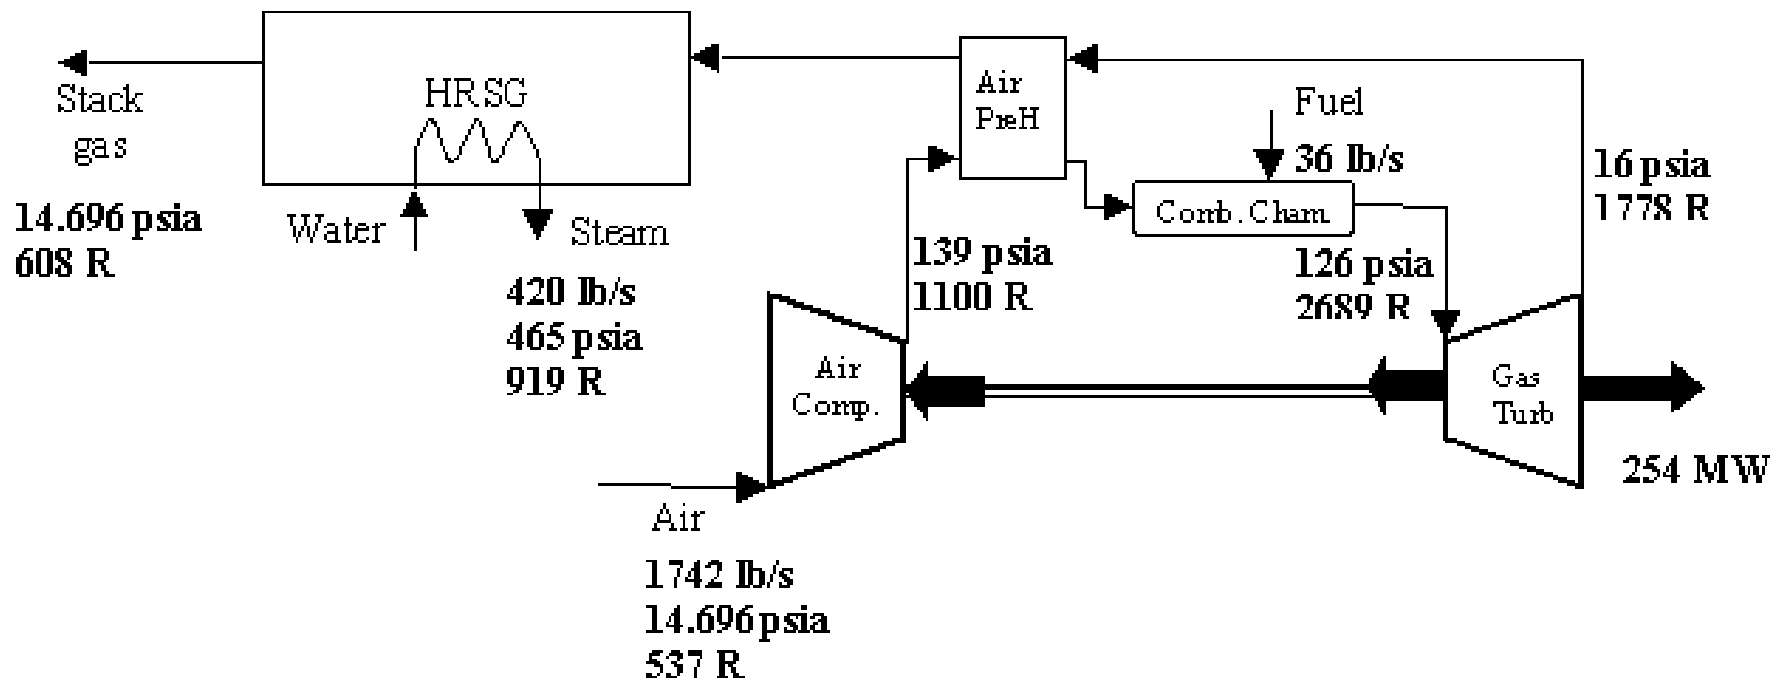 Stack
gas
14.696 psia
608 R
HRSG
Water
Steam
420 lb/s
465 psia
919 R
Air
PreH
Fuel
36 lb/s
Comb. Cham.
16 psia
1778 R
139 psia
1100 R
126 psia
2689 R
Air
Comp.
Gas
Turb
254 MW
Air
1742 lb/s
14.696 psia
537 R